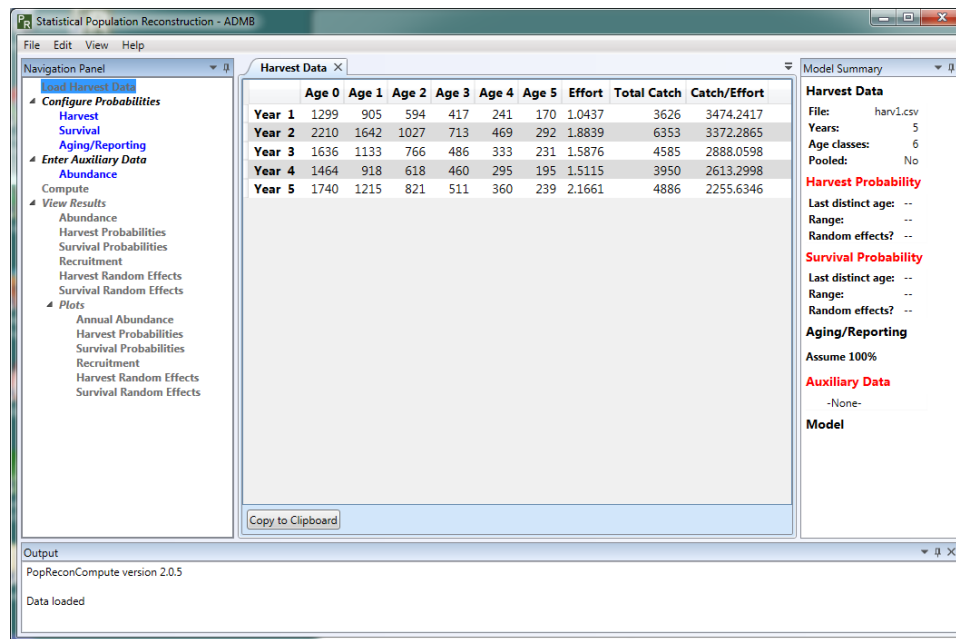 Statistical Population Reconstruction - ADMB
File Edit View Help
Navigation Panel
Load Harvest Data
Configure Probabilities
Harvest
Survival
Aging/Reporting
Enter Auxiliary Data
Abundance
Compute
View Results
Abundance
Harvest Probabilities
Survival Probabilities
Recruitment
Harvest Random Effects
Survival Random Effects
Plots
Annual Abundance
Harvest Probabilities
Survival Probabilities
Recruitment
Harvest Random Effects
Survival Random Effects
Harvest Data
Age 0 Age 1 Age 2 Age 3 Age 4 Age 5 Effort Total Catch Catch/Effort
Year 1 1299 905 594 417 241 170 1.0437 3626 3474.2417
Year 2 2210 1642 1027 713 469 292 1.8839 6353 3372.2865
Year 3 1636 1133 766 486 333 231 1.5876 4585 2888.0598
Year 4 1464 918 618 460 295 195 1.5115 3950 2613.2998
Year 5 1740 1215 821 511 360 239 2.1661 4886 2255.6346
Copy to Clipboard
Model Summary
Harvest Data
File: harv1.csv
Years: 5
Age classes: 6
Pooled: No
Harvest Probability
Last distinct age: --
Range: --
Random effects? --
Survival Probability
Last distinct age: --
Range: --
Random effects? --
Aging/Reporting
Assume 100%
Auxiliary Data
-None-
Model
Output
PopReconCompute version 2.0.5
Data loaded